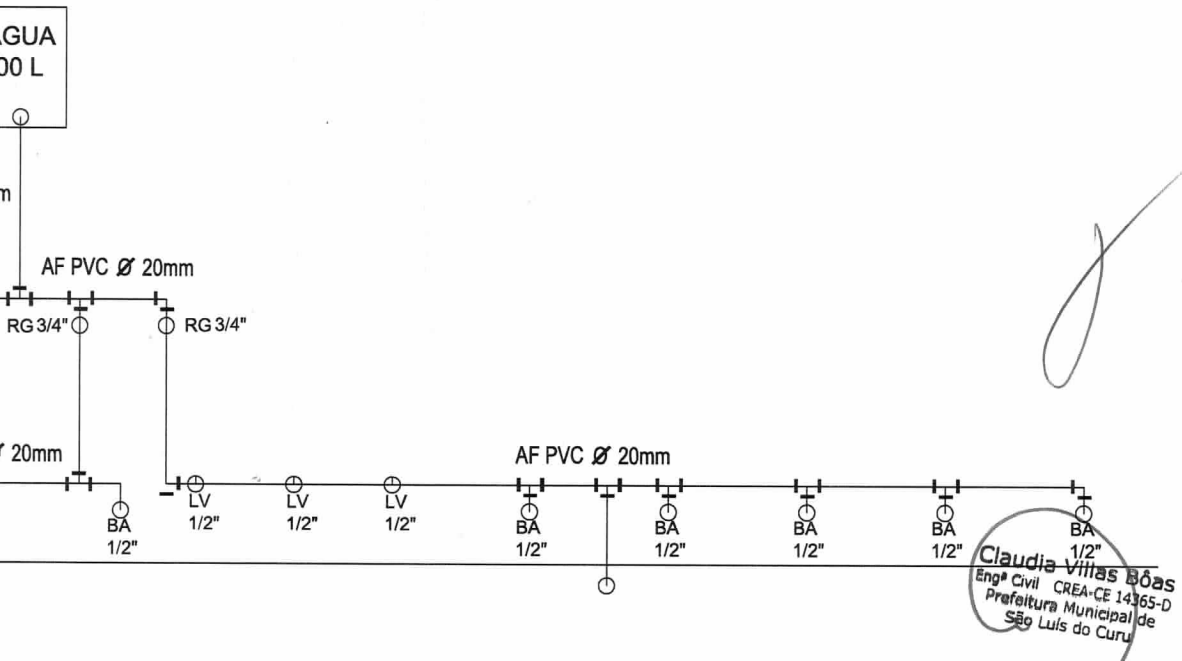 AGUA
00 L
m
AF PVC Ø 20mm
RG 3/4"
RG 3/4"
Ø 20mm
AF PVC Ø 20mm
BA
1/2"
LV
1/2"
LV
1/2"
LV
1/2"
BA
1/2"
BA
1/2"
BA
1/2"
BA
1/2"
BA
1/2"
Claudia Villas Bôas
Engª Civil CREA-CE 14365-D
Prefeitura Municipal de
São Luís do Curu